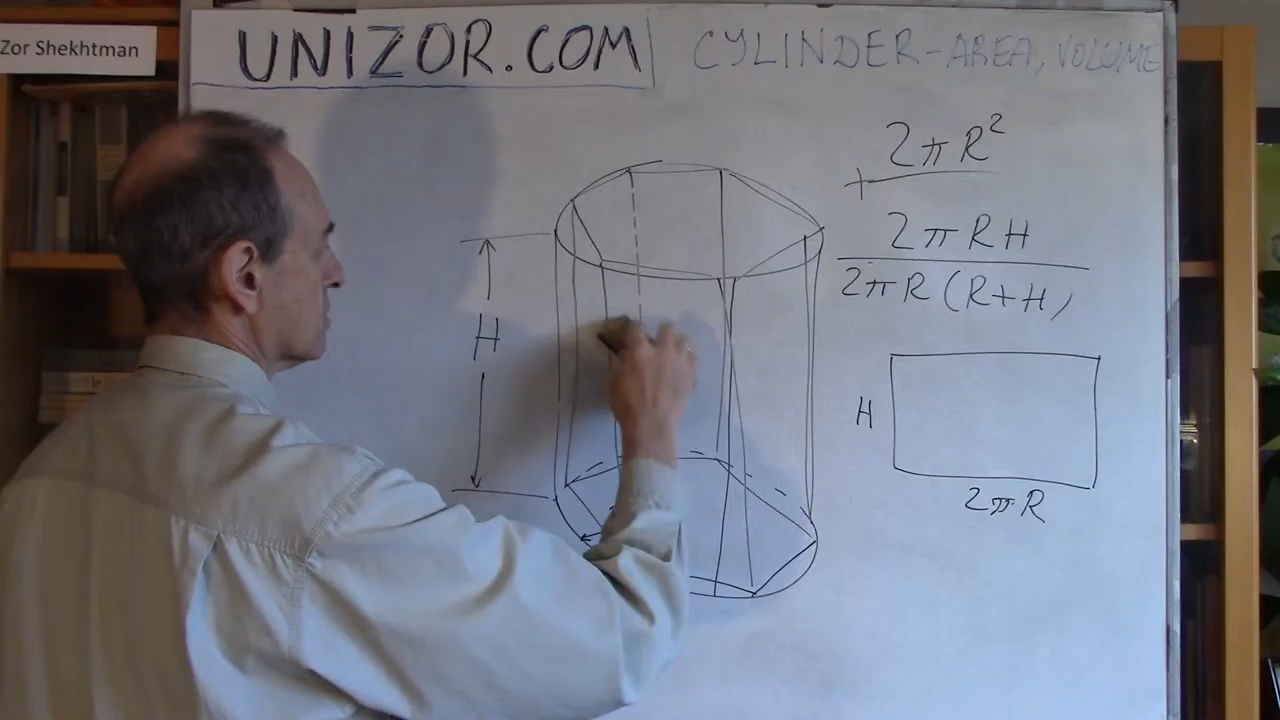 Zor Shekhtman
UNIZOR.COM
CYLINDER-AREA, VOLUME
2πR²
+
2πRH
2πR(R+H)
H
H
2πR